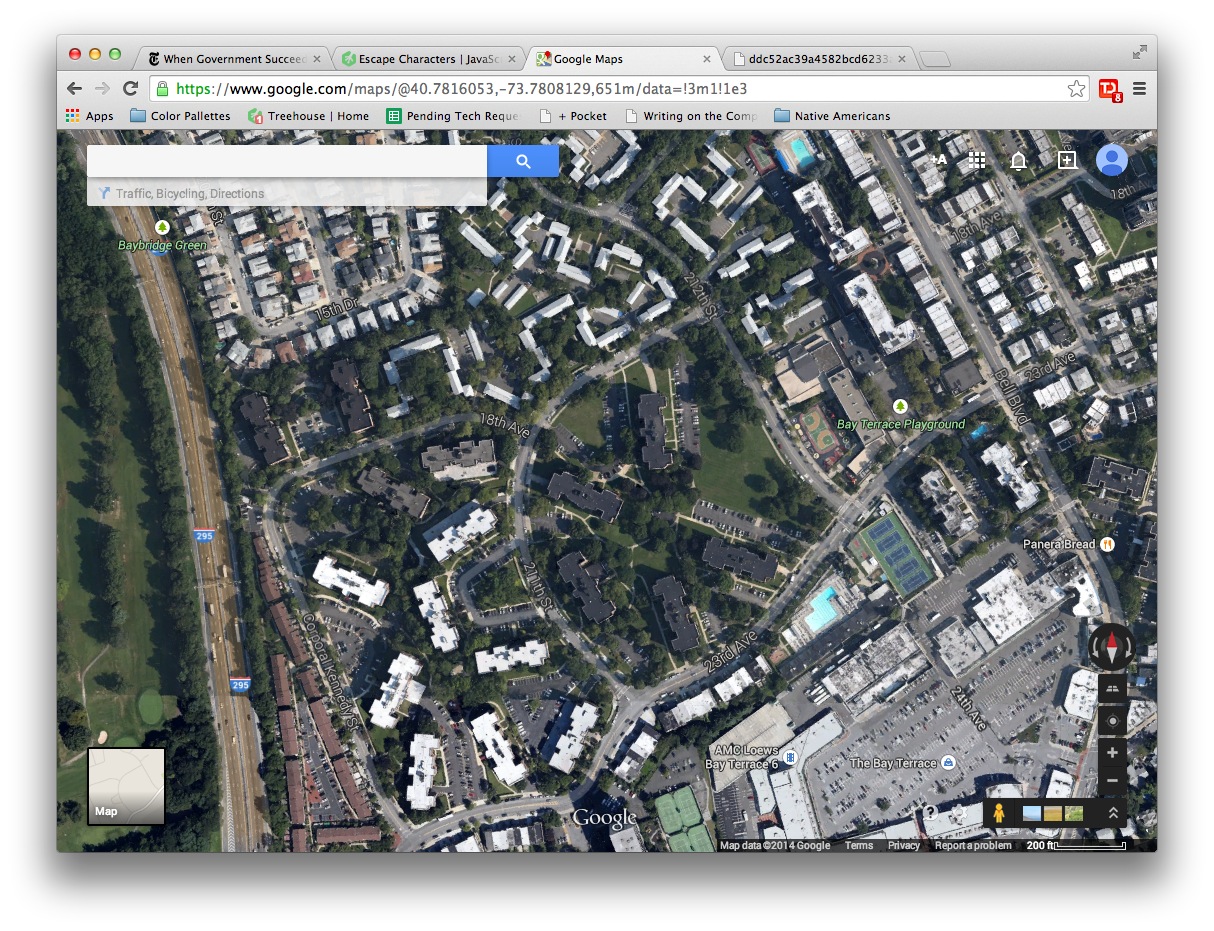 When Government Succeed
Escape Characters | JavaSc
Google Maps
ddc52ac39a4582bcd6233
https://www.google.com/maps/@40.7816053,-73.7808129,651m/data=!3m1!1e3
8
Apps
Color Pallettes
Treehouse | Home
Pending Tech Reque
+ Pocket
Writing on the Comp
Native Americans
+A
Traffic, Bicycling, Directions
St
18th A
18th Ave
Baybridge Green
15th Dr
212th St
23rd Ave
Bell Blvd
18th Ave
Bay Terrace Playground
295
Panera Bread
211th St
Corporal Kennedy St
23rd Ave
295
24th Ave
AMC Loews
Bay Terrace 6
The Bay Terrace
Map
Google
?
Map data ©2014 Google
Terms
Privacy
Report a problem
200 ft